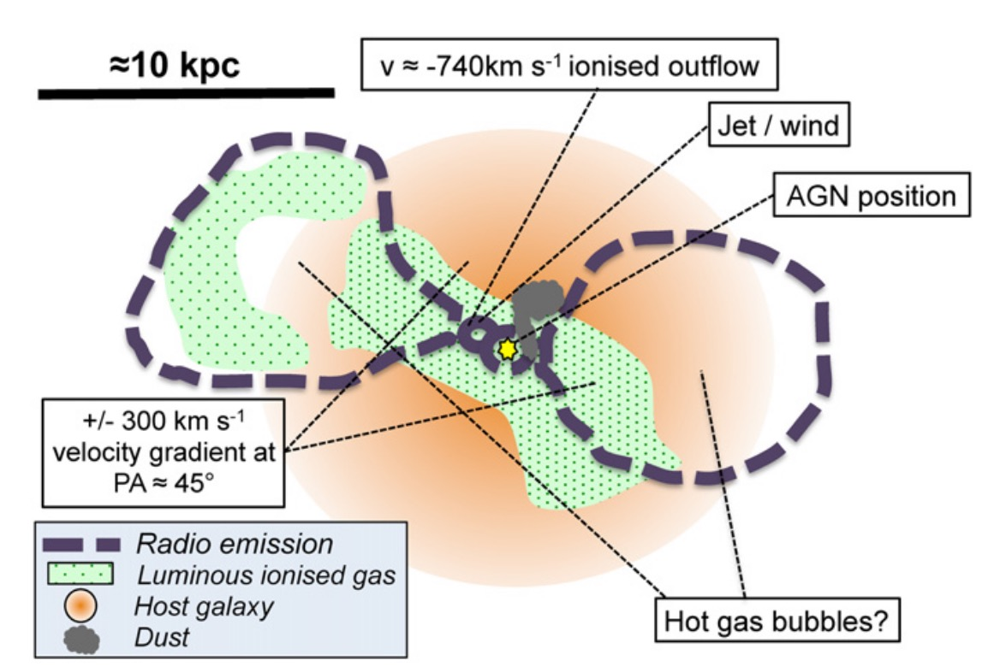 ≈10 kpc
v ≈ -740km s⁻¹ ionised outflow
Jet / wind
AGN position
+/- 300 km s⁻¹
velocity gradient at
PA ≈ 45°
Radio emission
Luminous ionised gas
Host galaxy
Dust
Hot gas bubbles?